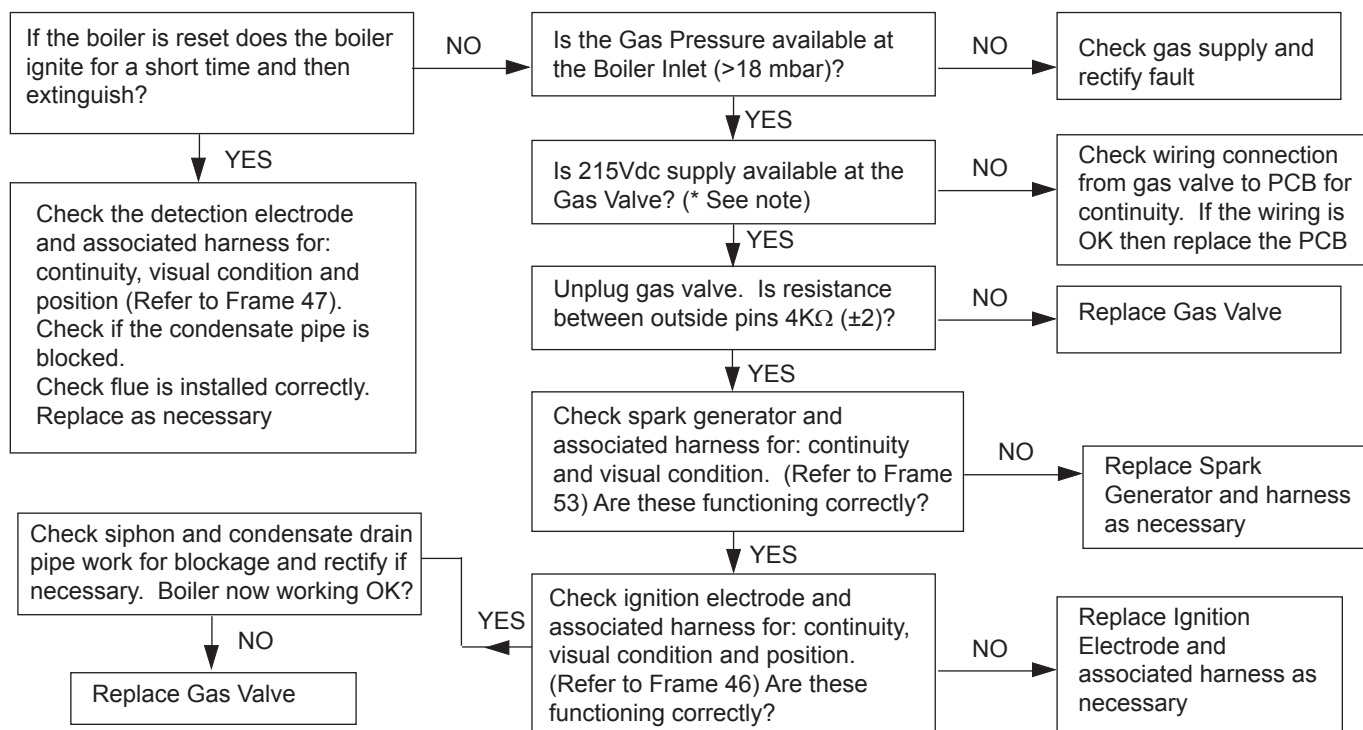 If the boiler is reset does the boiler
ignite for a short time and then
extinguish?
NO
Is the Gas Pressure available at
the Boiler Inlet (>18 mbar)?
NO
Check gas supply and
rectify fault
YES
YES
Check the detection electrode
and associated harness for:
continuity, visual condition and
position (Refer to Frame 47).
Check if the condensate pipe is
blocked.
Check flue is installed correctly.
Replace as necessary
Is 215Vdc supply available at the
Gas Valve? (* See note)
NO
Check wiring connection
from gas valve to PCB for
continuity.  If the wiring is
OK then replace the PCB
YES
Unplug gas valve.  Is resistance
between outside pins 4KΩ (±2)?
NO
Replace Gas Valve
YES
Check spark generator and
associated harness for: continuity
and visual condition.  (Refer to Frame
53) Are these functioning correctly?
NO
Replace Spark
Generator and harness
as necessary
YES
Check ignition electrode and
associated harness for: continuity,
visual condition and position.
(Refer to Frame 46) Are these
functioning correctly?
NO
Replace Ignition
Electrode and
associated harness as
necessary
YES
Check siphon and condensate drain
pipe work for blockage and rectify if
necessary.  Boiler now working OK?
NO
Replace Gas Valve